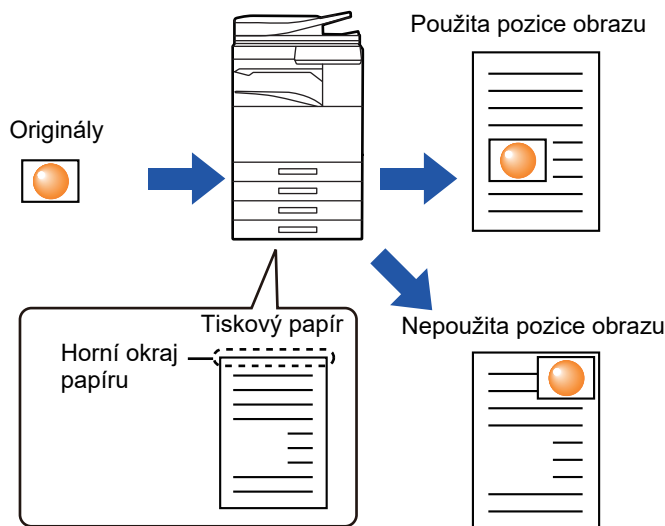 Použita pozice obrazu
Originály
Tiskový papír
Horní okraj
papíru
Nepoužita pozice obrazu